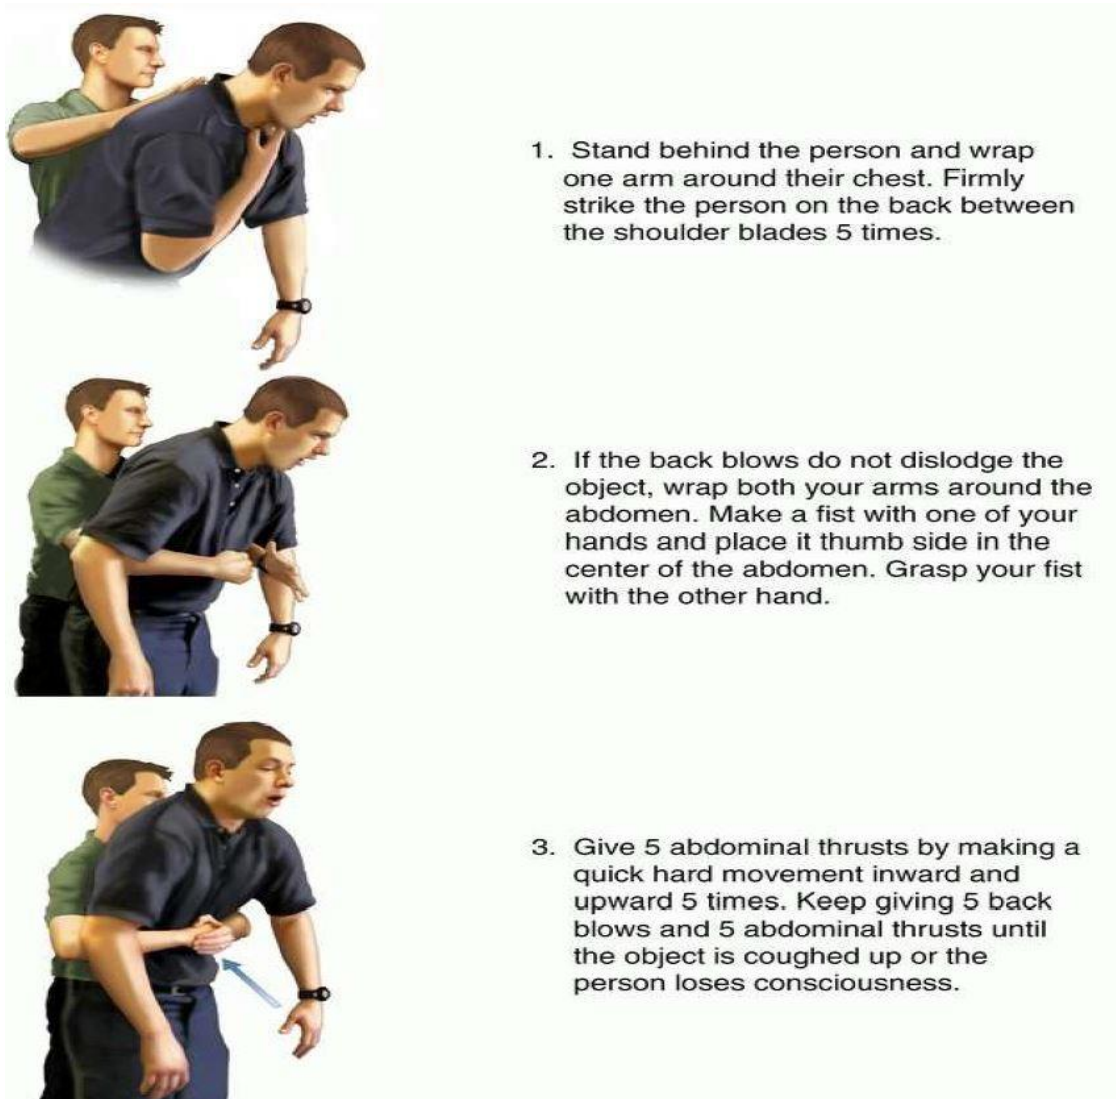 1. Stand behind the person and wrap
one arm around their chest. Firmly
strike the person on the back between
the shoulder blades 5 times.
2. If the back blows do not dislodge the
object, wrap both your arms around the
abdomen. Make a fist with one of your
hands and place it thumb side in the
center of the abdomen. Grasp your fist
with the other hand.
3. Give 5 abdominal thrusts by making a
quick hard movement inward and
upward 5 times. Keep giving 5 back
blows and 5 abdominal thrusts until
the object is coughed up or the
person loses consciousness.